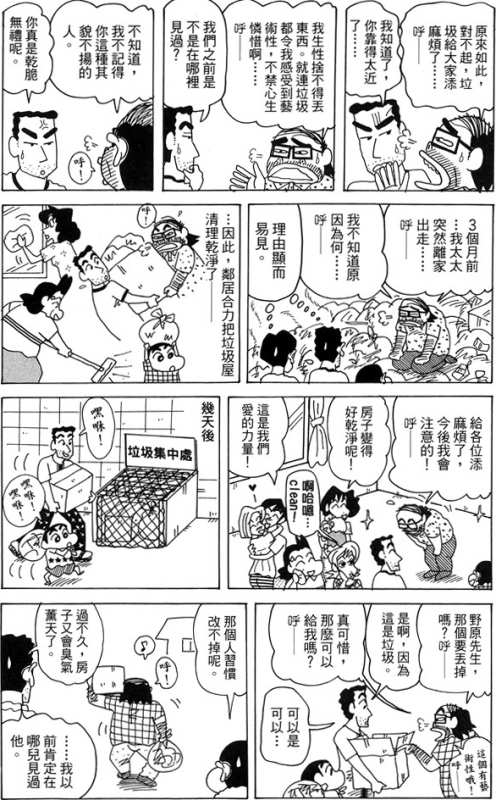 原來如此，
對不起，垃
圾給大家添
麻煩了⋯⋯
呼——
我知道了，
你靠得太近
了⋯⋯
我生性捨不得丟
東西。就連垃圾
都令我感受到藝
術性，不禁心生
憐惜啊——
呼——
我們之前是
不是在哪裡
見過？
不知道，
我不記得
你這種其
貌不揚的
人。
呼！
你真是乾脆
無禮呢。
3個月前
⋯我太太
突然離家
出走⋯⋯
呼——
我不知道原
因為何⋯⋯
呼——
理由顯而
易見。
呼！
⋯因此，鄰居合力把垃圾屋
清理乾淨了——
給各位添
麻煩了，
今後我會
注意的！
呼——
房子變得
好乾淨呢！
啊哈嗯⋯
clean！
這是我們
愛的力量！
幾天後
垃圾集中處
嘿咻！
嘿咻！
嘿咻！
野原先生，
那個要丟掉
嗎？呼——
是啊，因為
這是垃圾。
真可惜，
那麼可以
給我嗎？
這個有藝
術性哦！
呼——
可以是
可以⋯
那個人習慣
改不掉呢。
呼！
過不久，房
子又會臭氣
薰天了。
⋯⋯我以
前肯定在
哪兒見過
他。